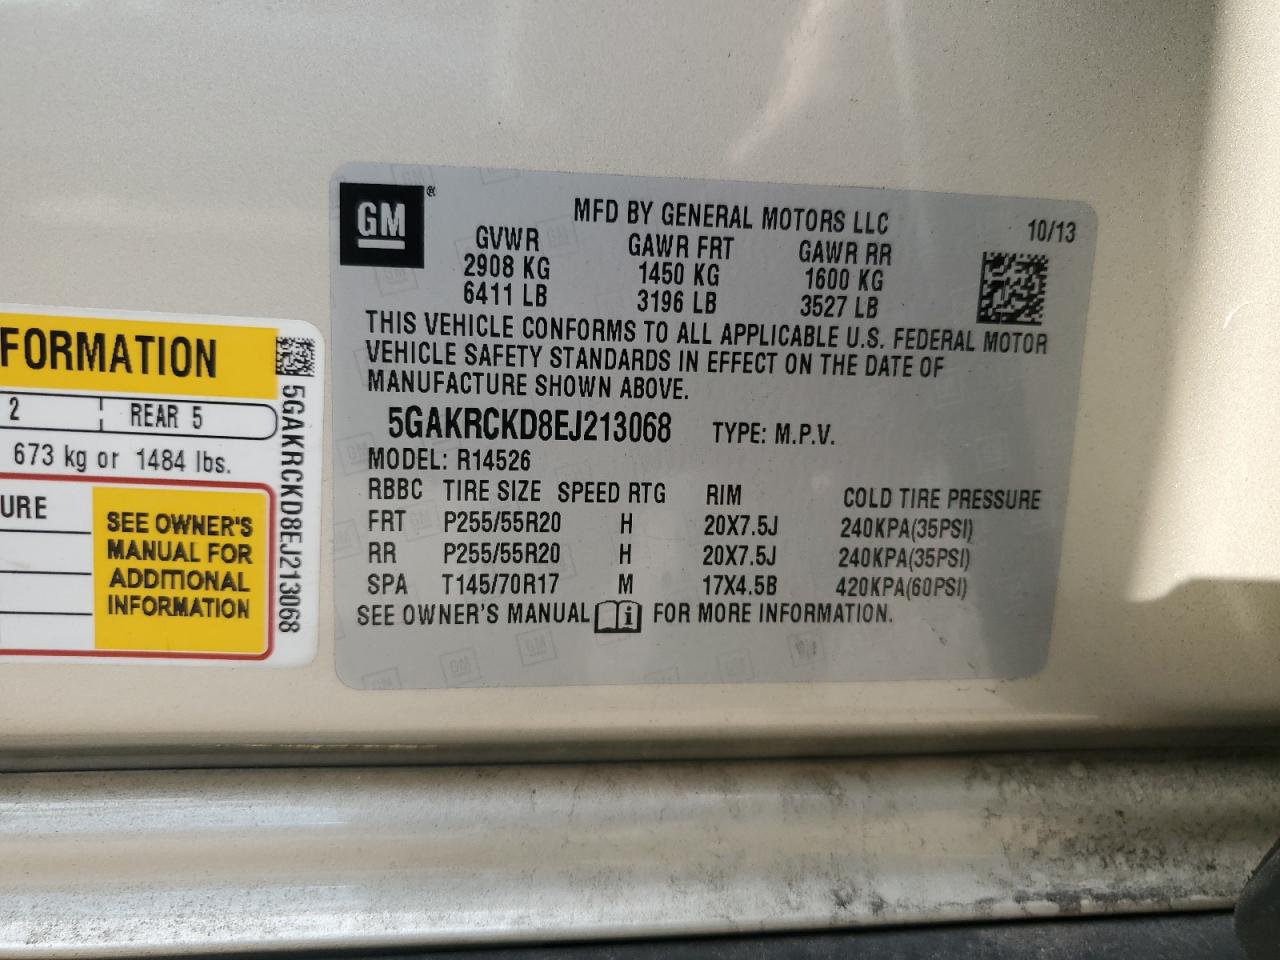 FORMATION
2 REAR 5
673 kg or 1484 lbs.
URE
SEE OWNER'S
MANUAL FOR
ADDITIONAL
INFORMATION
5GAKRCKD8EJ213068
GM®
MFD BY GENERAL MOTORS LLC 10/13
GVWR GAWR FRT GAWR RR
2908 KG 1450 KG 1600 KG
6411 LB 3196 LB 3527 LB
THIS VEHICLE CONFORMS TO ALL APPLICABLE U.S. FEDERAL MOTOR
VEHICLE SAFETY STANDARDS IN EFFECT ON THE DATE OF
MANUFACTURE SHOWN ABOVE.
5GAKRCKD8EJ213068 TYPE: M.P.V.
MODEL: R14526
RBBC TIRE SIZE SPEED RTG RIM COLD TIRE PRESSURE
FRT P255/55R20 H 20X7.5J 240KPA(35PSI)
RR P255/55R20 H 20X7.5J 240KPA(35PSI)
SPA T145/70R17 M 17X4.5B 420KPA(60PSI)
SEE OWNER'S MANUAL i FOR MORE INFORMATION.